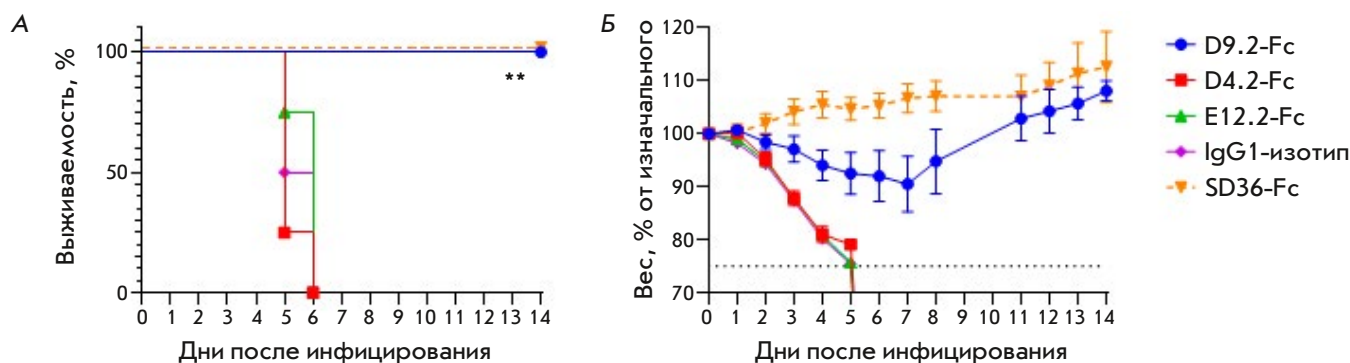 А
Выживаемость, %
100
50
0
**
0 1 2 3 4 5 6 7 8 9 10 11 12 13 14
Дни после инфицирования
Б
Вес, % от изначального
120
110
100
90
80
70
0 1 2 3 4 5 6 7 8 9 10 11 12 13 14
Дни после инфицирования
D9.2-Fc
D4.2-Fc
E12.2-Fc
IgG1-изотип
SD36-Fc